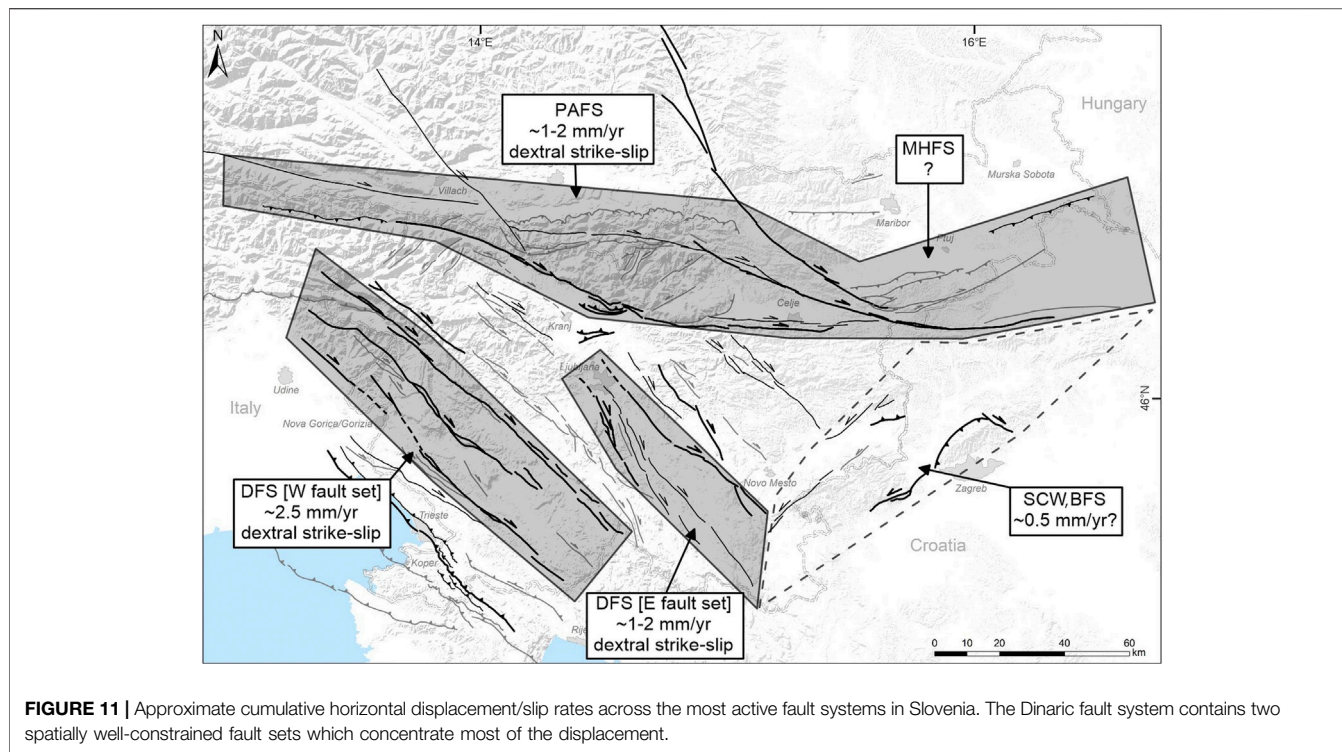 N
14°E
16°E
Hungary
PAFS
~1-2 mm/yr
dextral strike-slip
MHFS
?
Murska Sobota
Villach
Maribor
Ptuj
Celje
Kranj
Ljubljana
Udine
Italy
46°N
Nova Gorica/Gorizia
Novo Mesto
Zagreb
DFS [W fault set]
~2.5 mm/yr
dextral strike-slip
SCW,BFS
~0.5 mm/yr?
Trieste
Croatia
Koper
DFS [E fault set]
~1-2 mm/yr
dextral strike-slip
Rije
0 10 20 40 60
km
FIGURE 11 | Approximate cumulative horizontal displacement/slip rates across the most active fault systems in Slovenia. The Dinaric fault system contains two
spatially well-constrained fault sets which concentrate most of the displacement.